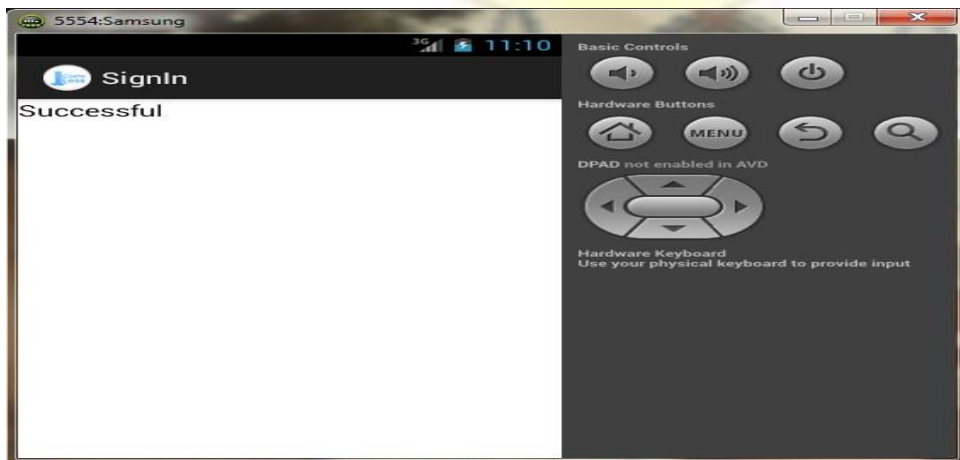 5554:Samsung
3G 11:10
SignIn
Successful
Basic Controls
Hardware Buttons
MENU
DPAD not enabled in AVD
Hardware Keyboard
Use your physical keyboard to provide input